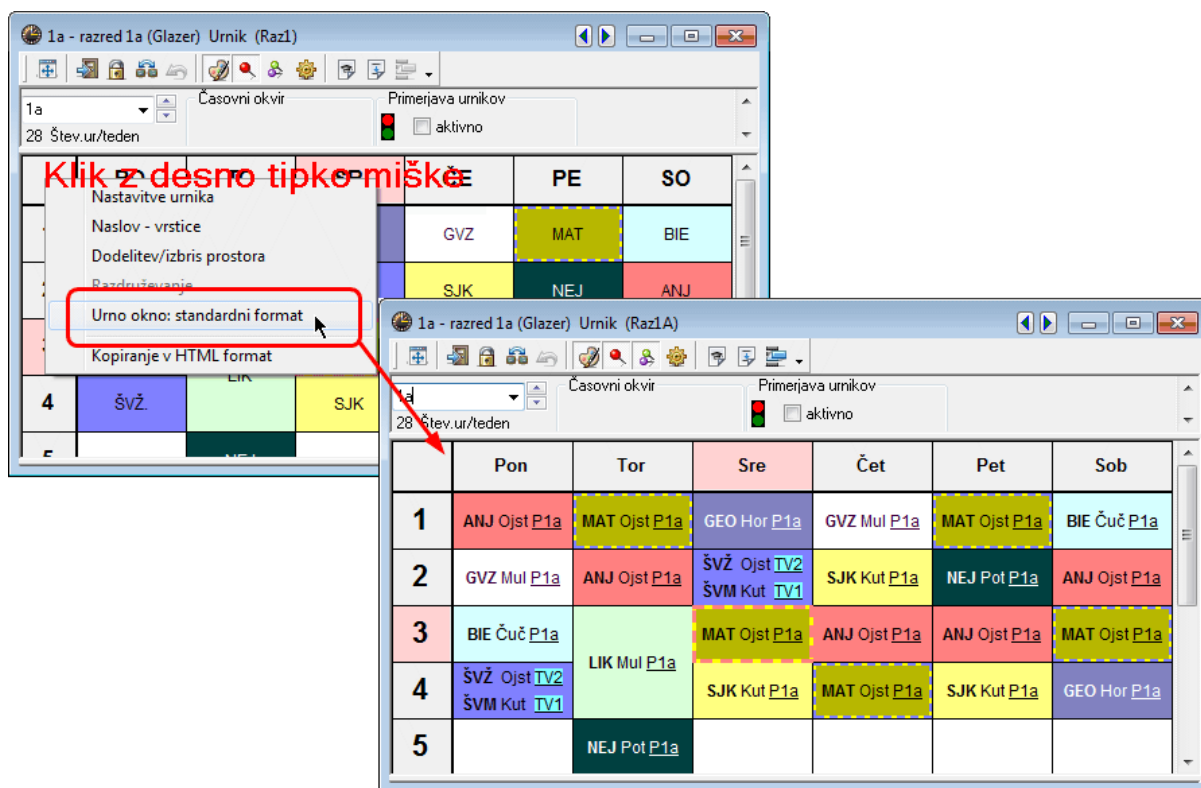 1a - razred 1a (Glazer) Urnik (Raz1)
1a
Časovni okvir
Primerjava urnikov
aktivno
28 Štev.ur/teden
Klik z desno tipko miške
ČE PE SO
Nastavitve urnika
Naslov - vrstice
Dodelitev/izbris prostora
Razdruževanje
Urno okno: standardni format
Kopiranje v HTML format
GVZ MAT BIE
SJK NEJ ANJ
4 ŠVŽ. LIK SJK
5 NEJ
1a - razred 1a (Glazer) Urnik (Raz1A)
1a
Časovni okvir
Primerjava urnikov
aktivno
28 Štev.ur/teden
Pon Tor Sre Čet Pet Sob
1 ANJ Ojst P1a MAT Ojst P1a GEO Hor P1a GVZ Mul P1a MAT Ojst P1a BIE Čuč P1a
2 GVZ Mul P1a ANJ Ojst P1a ŠVŽ Ojst TV2 ŠVM Kut TV1 SJK Kut P1a NEJ Pot P1a ANJ Ojst P1a
3 BIE Čuč P1a LIK Mul P1a MAT Ojst P1a ANJ Ojst P1a ANJ Ojst P1a MAT Ojst P1a
4 ŠVŽ Ojst TV2 ŠVM Kut TV1 SJK Kut P1a MAT Ojst P1a SJK Kut P1a GEO Hor P1a
5 NEJ Pot P1a